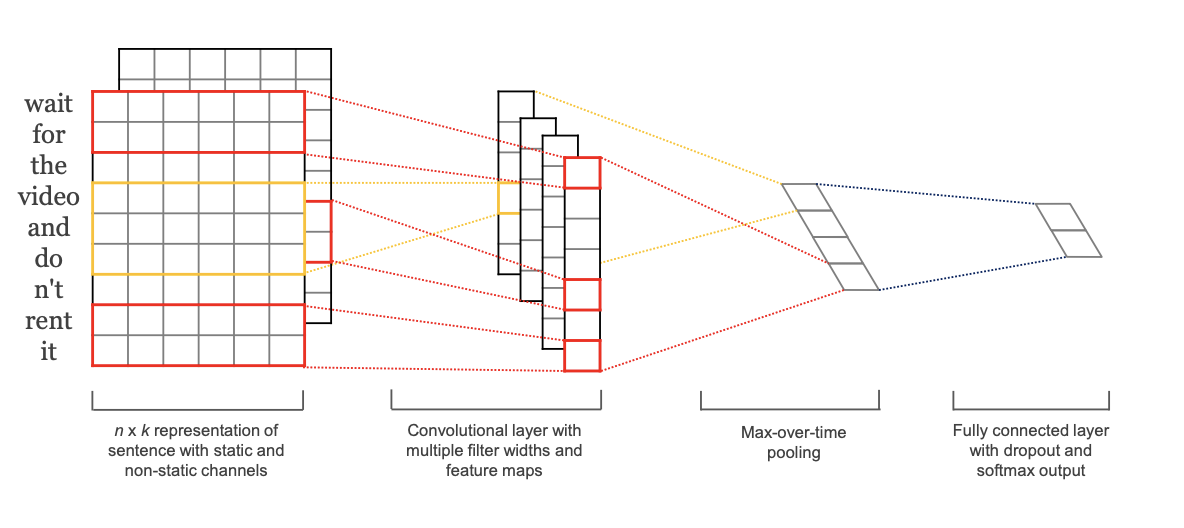 wait
for
the
video
and
do
n't
rent
it
n x k representation of
sentence with static and
non-static channels
Convolutional layer with
multiple filter widths and
feature maps
Max-over-time
pooling
Fully connected layer
with dropout and
softmax output